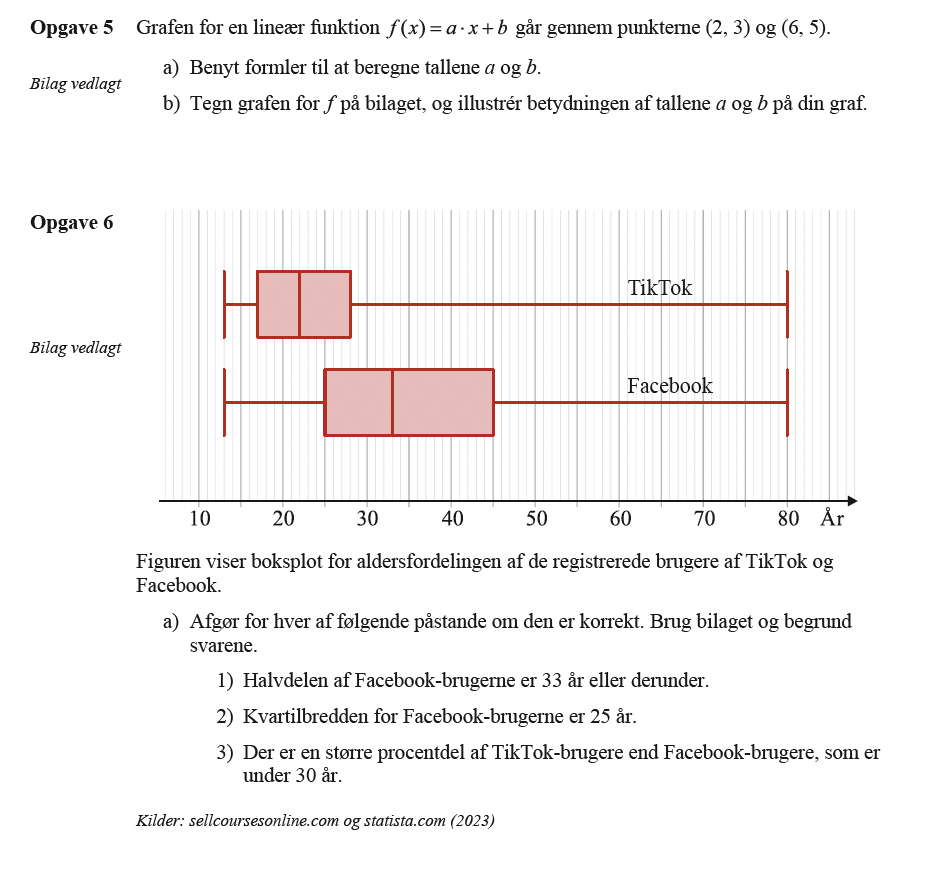 Opgave 5 Grafen for en lineær funktion f(x) = a · x + b går gennem punkterne (2, 3) og (6, 5).
a) Benyt formler til at beregne tallene a og b.
Bilag vedlagt
b) Tegn grafen for f på bilaget, og illustrér betydningen af tallene a og b på din graf.
Opgave 6
TikTok
Bilag vedlagt
Facebook
10 20 30 40 50 60 70 80 År
Figuren viser boksplot for aldersfordelingen af de registrerede brugere af TikTok og
Facebook.
a) Afgør for hver af følgende påstande om den er korrekt. Brug bilaget og begrund
svarene.
1) Halvdelen af Facebook-brugerne er 33 år eller derunder.
2) Kvartilbredden for Facebook-brugerne er 25 år.
3) Der er en større procentdel af TikTok-brugere end Facebook-brugere, som er
under 30 år.
Kilder: sellcoursesonline.com og statista.com (2023)